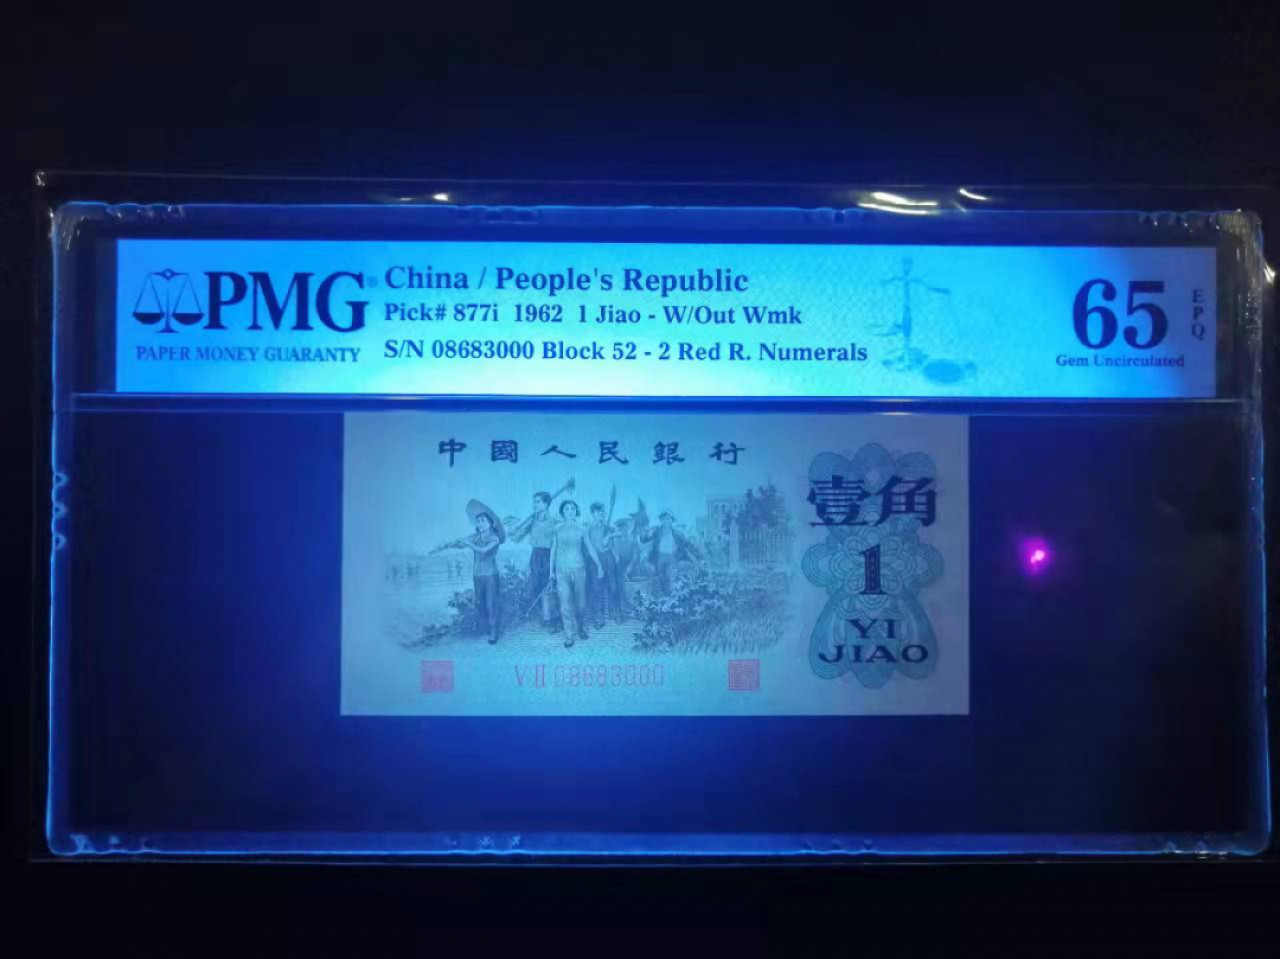 PMG®
PAPER MONEY GUARANTY
China / People's Republic
Pick# 877i 1962 1 Jiao - W/Out Wmk
S/N 08683000 Block 52 - 2 Red R. Numerals
65
EPQ
Gem Uncirculated
中國人民銀行
壹角
1
YI
JIAO
VII 08683000